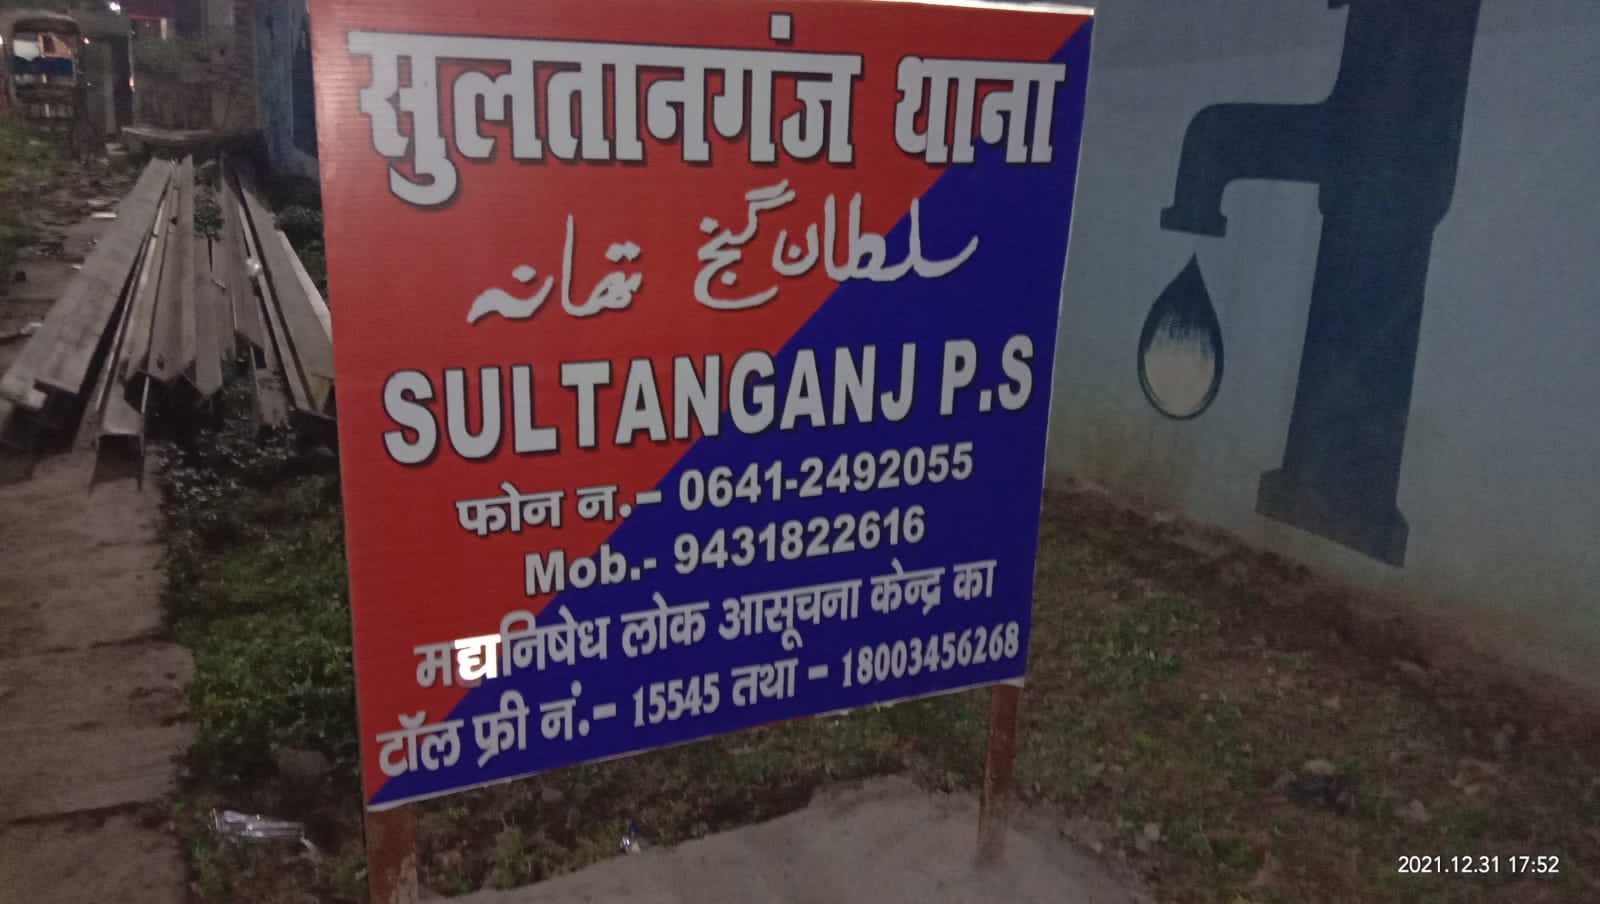 सुलतानगंज थाना
سلطان گنج تھانہ
SULTANGANJ P.S
फोन न.- 0641-2492055
Mob.- 9431822616
मद्यनिषेध लोक आसूचना केन्द्र का
टॉल फ्री नं.- 15545 तथा - 18003456268
2021.12.31 17:52